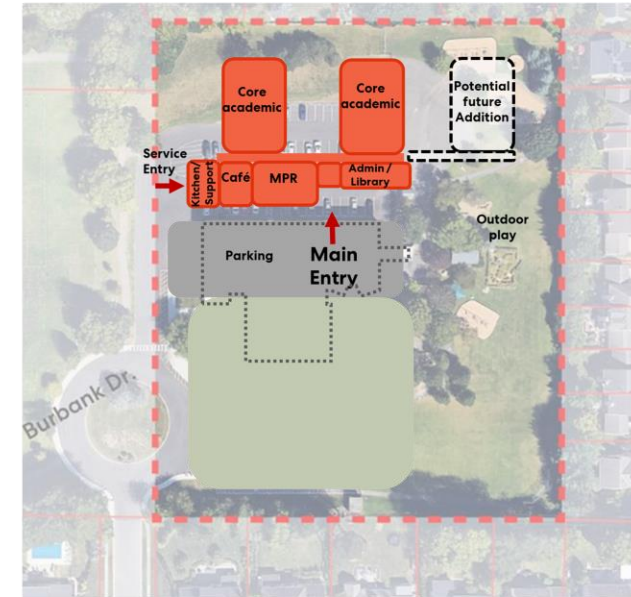 Core
academic
Core
academic
Potential
future
Addition
Service
Entry
Kitchen/
Support
Café
MPR
Admin /
Library
Outdoor
play
Parking
Main
Entry
Burbank Dr.